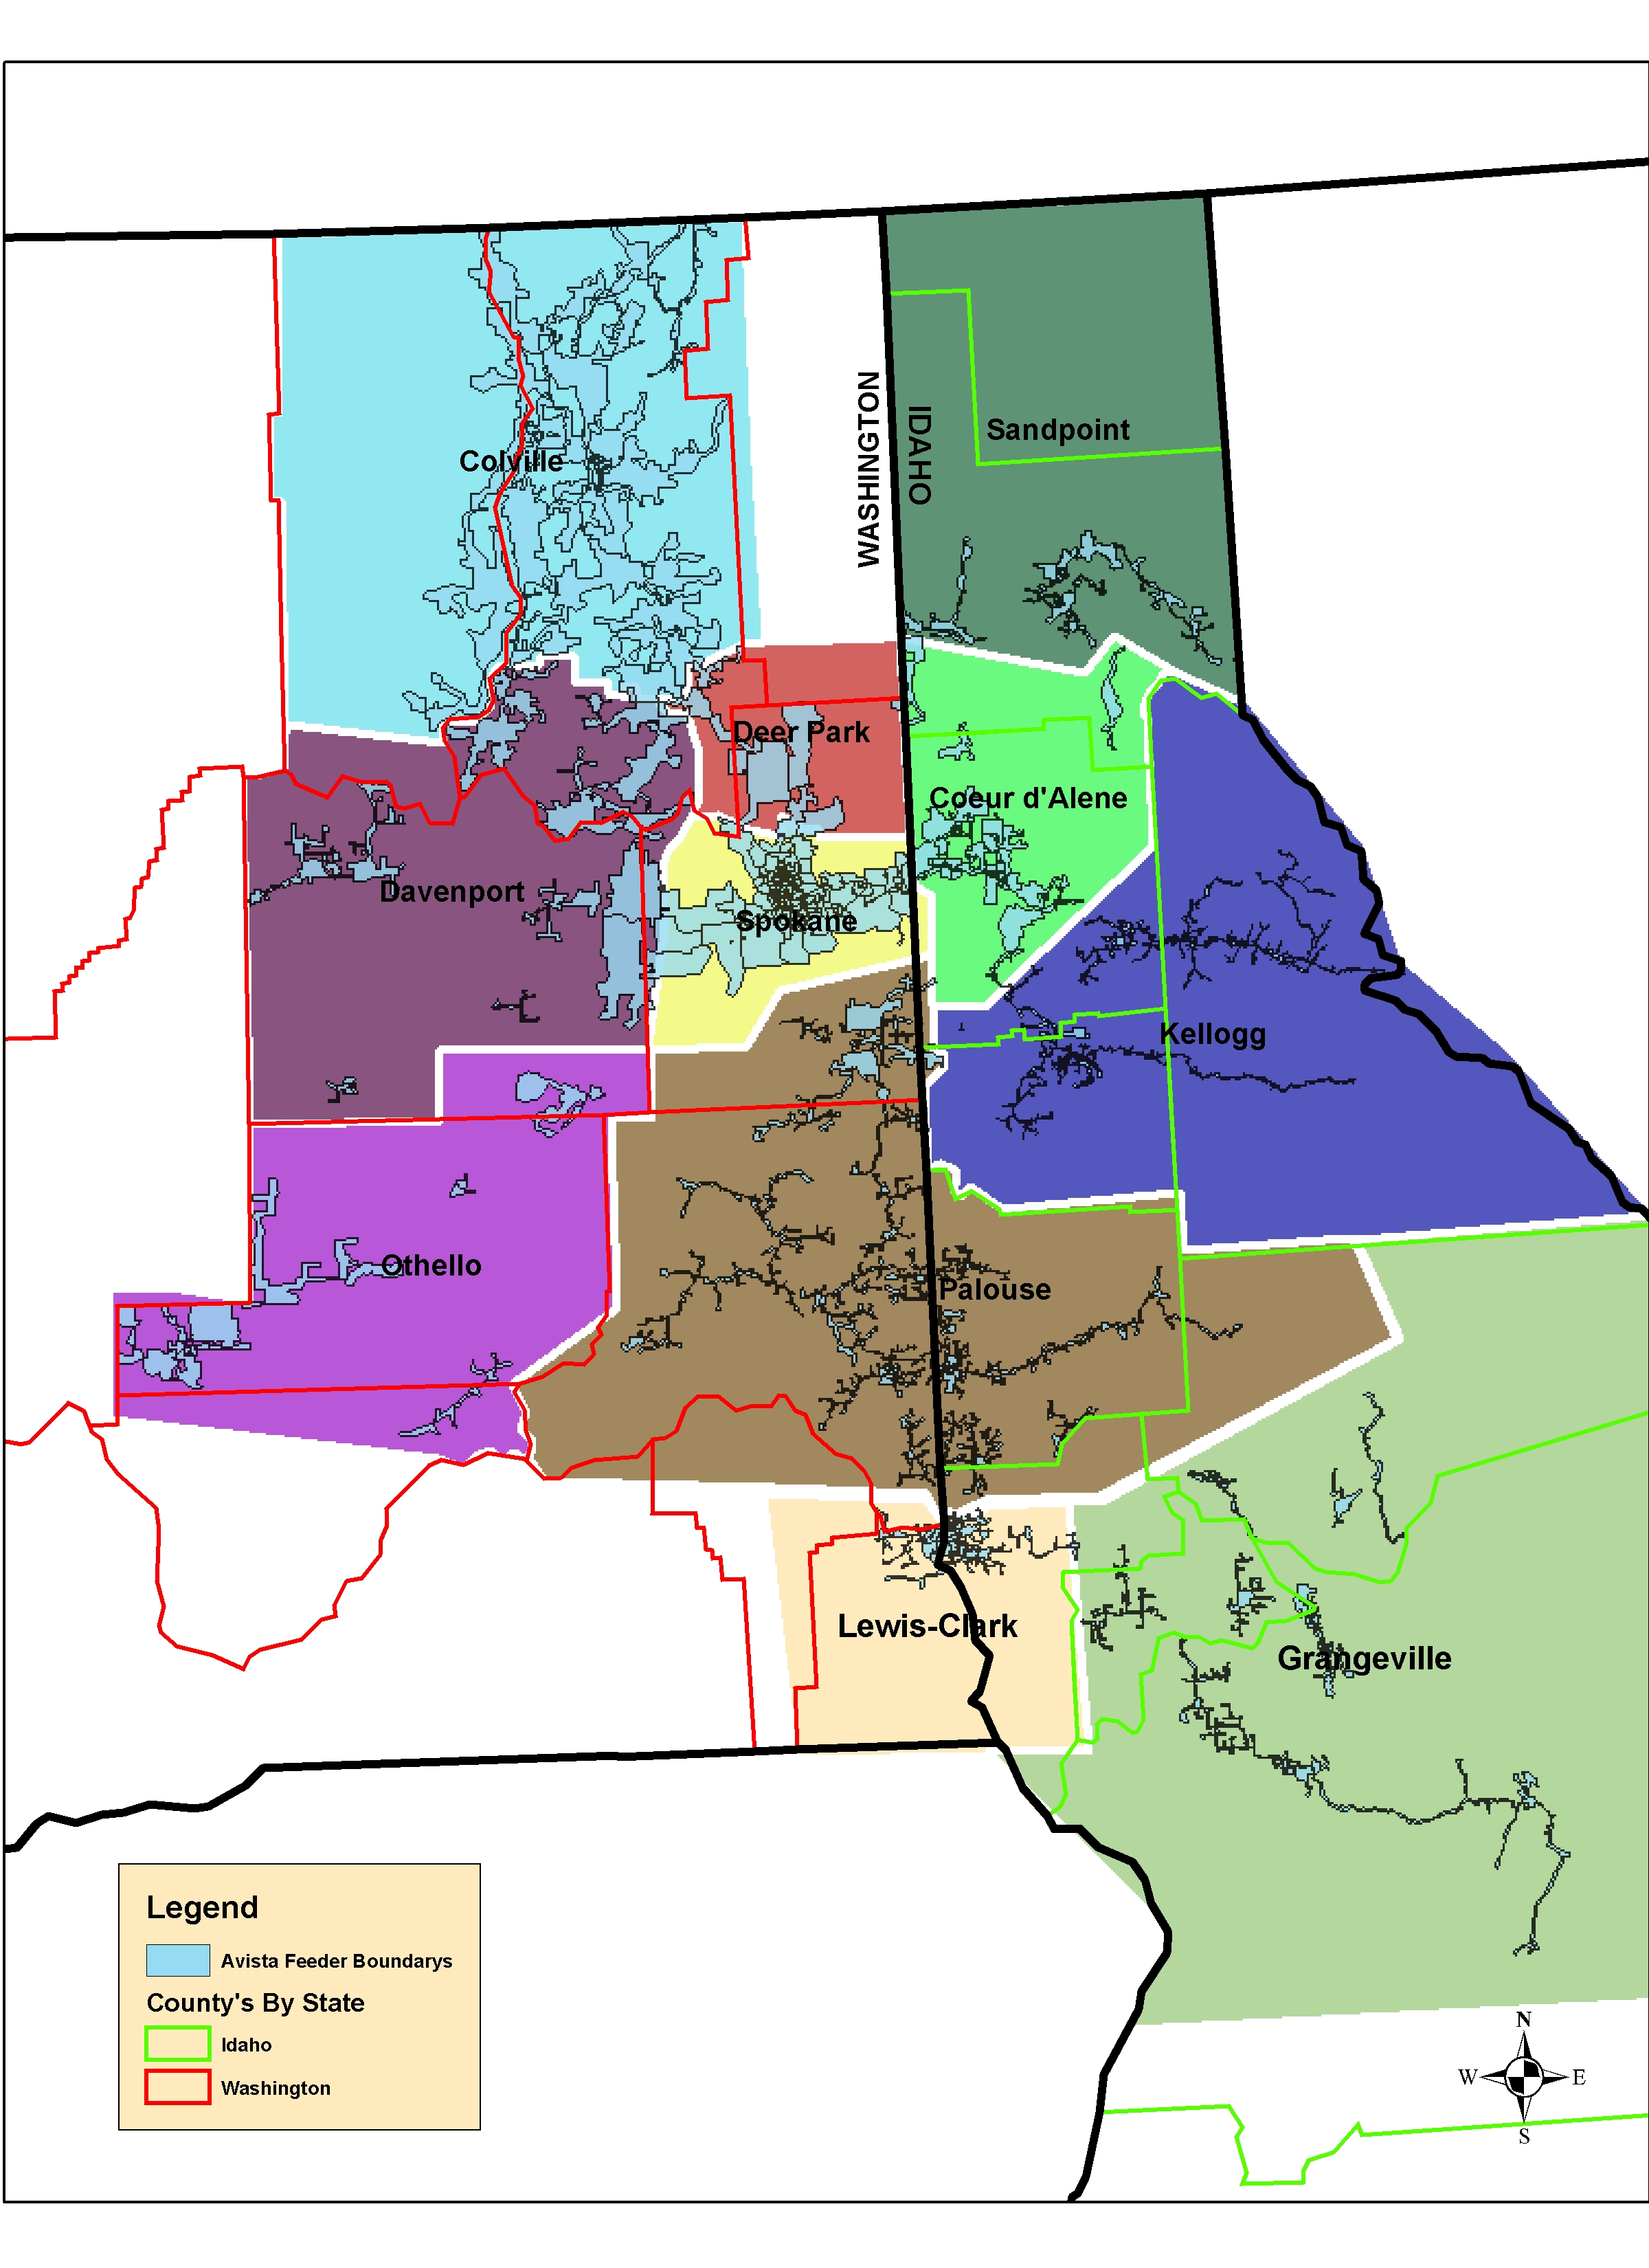 WASHINGTON
IDAHO
Sandpoint
Colville
Deer Park
Coeur d'Alene
Davenport
Spokane
Kellogg
Othello
Palouse
Lewis-Clark
Grangeville
Legend
Avista Feeder Boundarys
County's By State
Idaho
Washington
N
W E
S